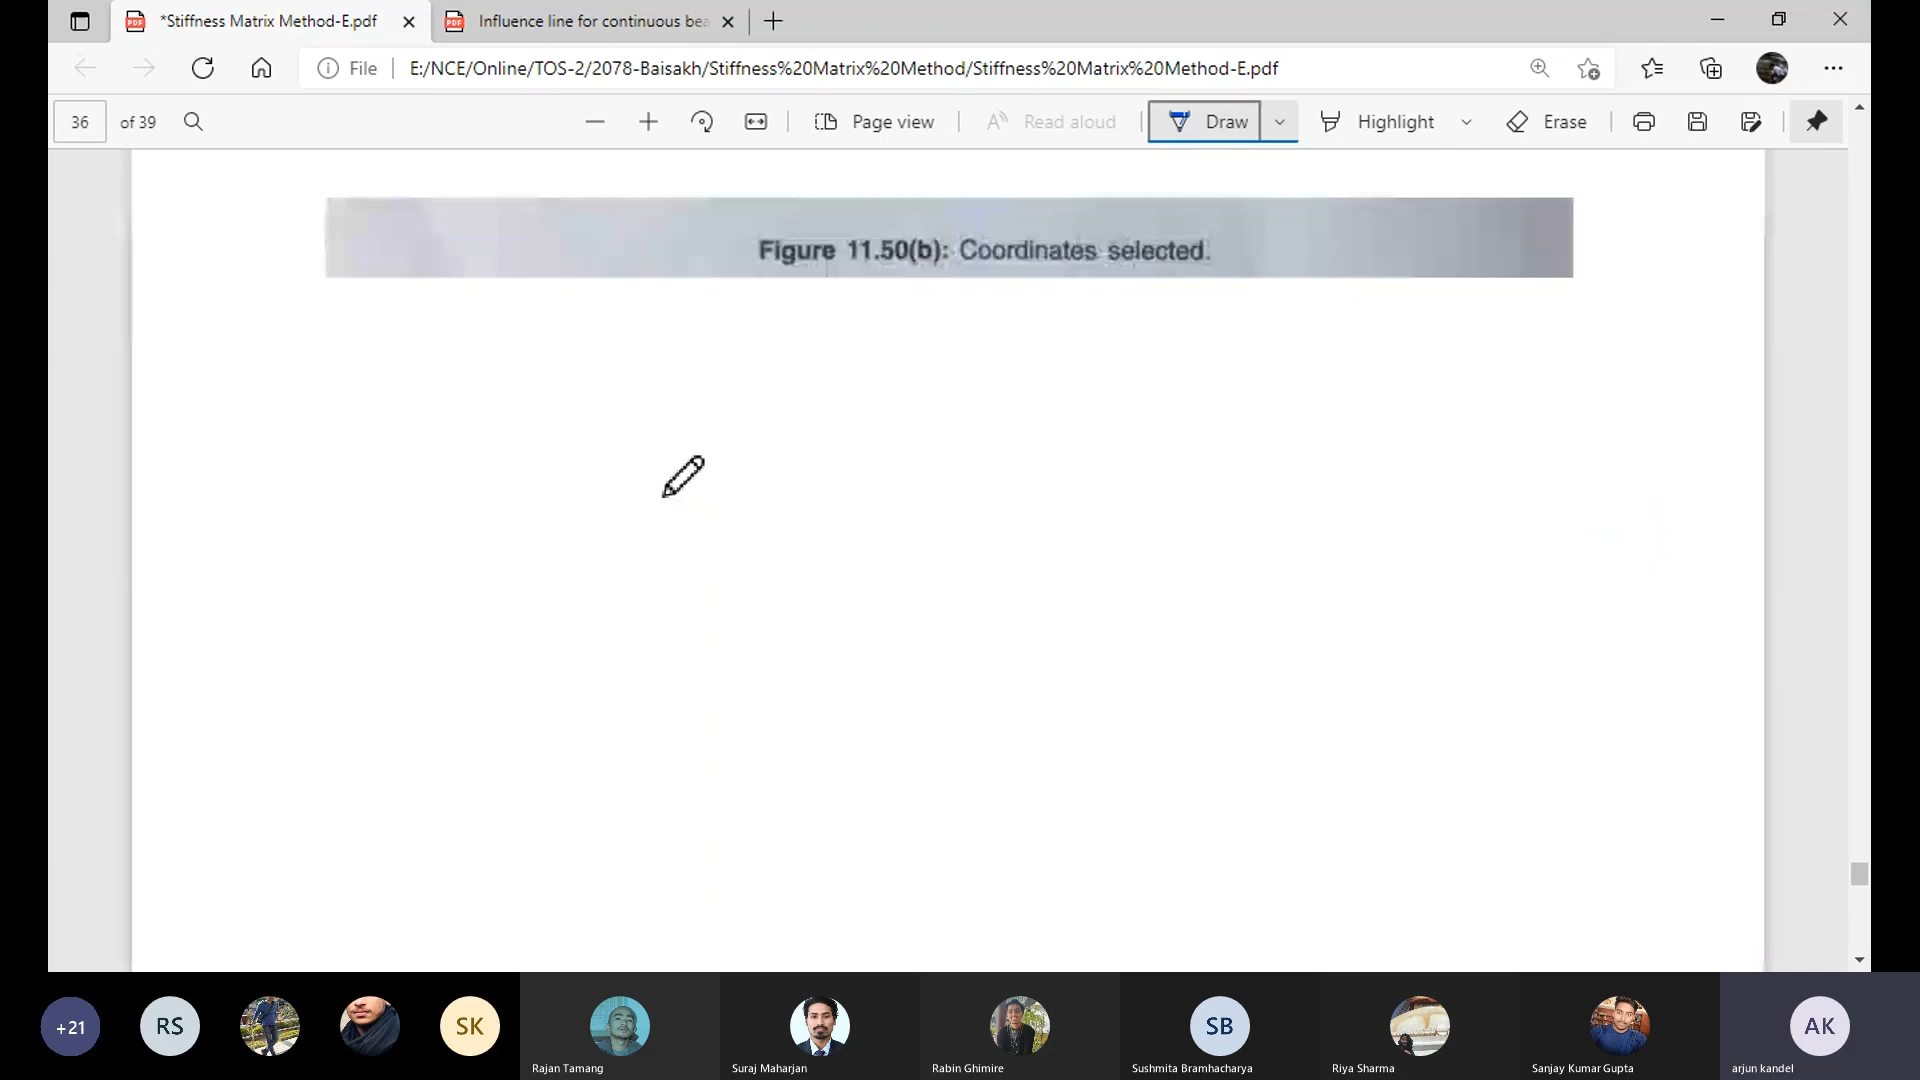 *Stiffness Matrix Method-E.pdf
Influence line for continuous bea
File
E:/NCE/Online/TOS-2/2078-Baisakh/Stiffness%20Matrix%20Method/Stiffness%20Matrix%20Method-E.pdf
36 of 39
Page view
Read aloud
Draw
Highlight
Erase
Figure 11.50(b): Coordinates selected.
+21
RS
SK
SB
AK
Rajan Tamang
Suraj Maharjan
Rabin Ghimire
Sushmita Bramhacharya
Riya Sharma
Sanjay Kumar Gupta
arjun kandel